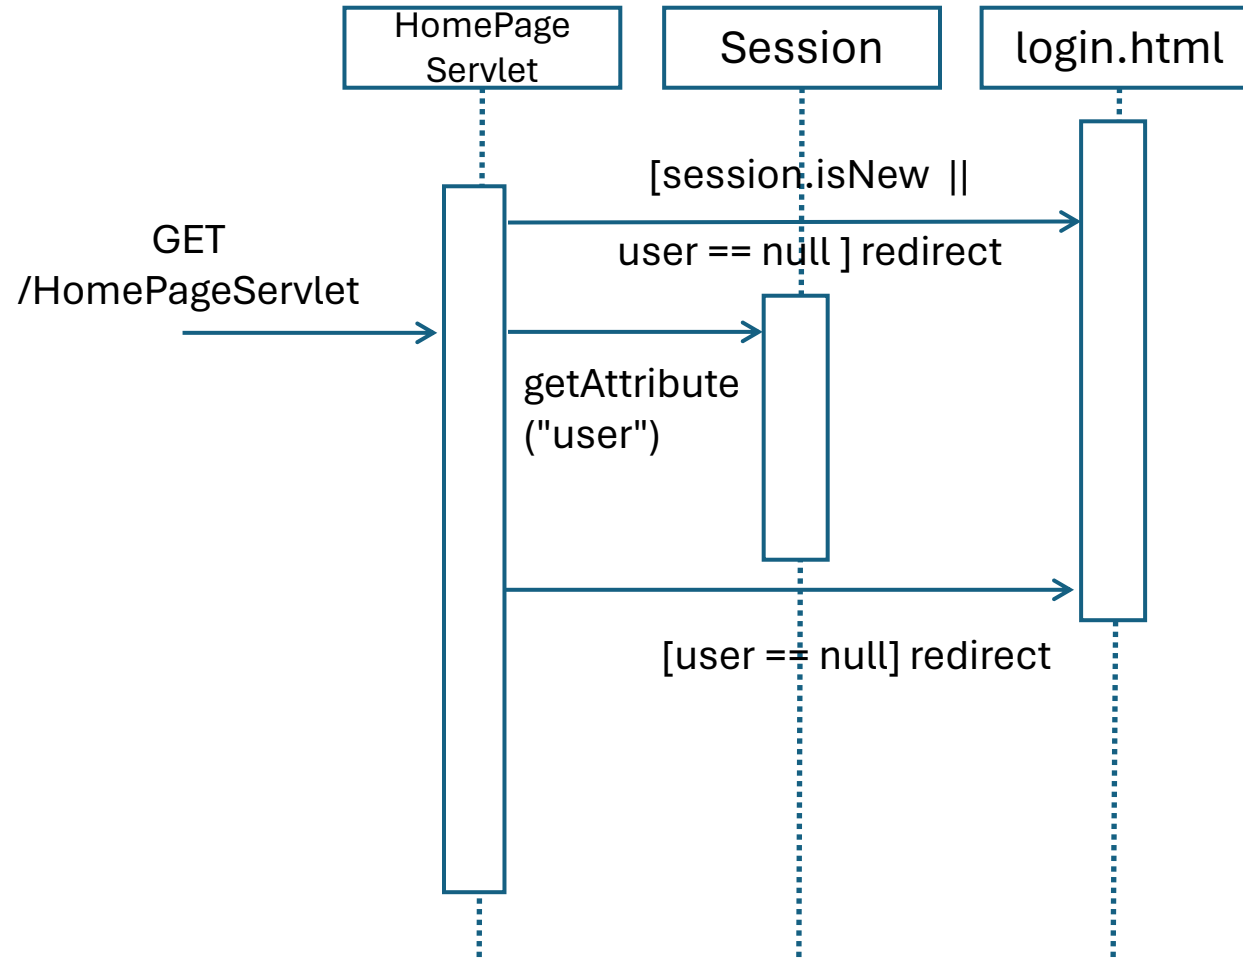 HomePage
Servlet
Session
login.html
[session.isNew ||
user == null ] redirect
GET
/HomePageServlet
getAttribute
("user")
[user == null] redirect